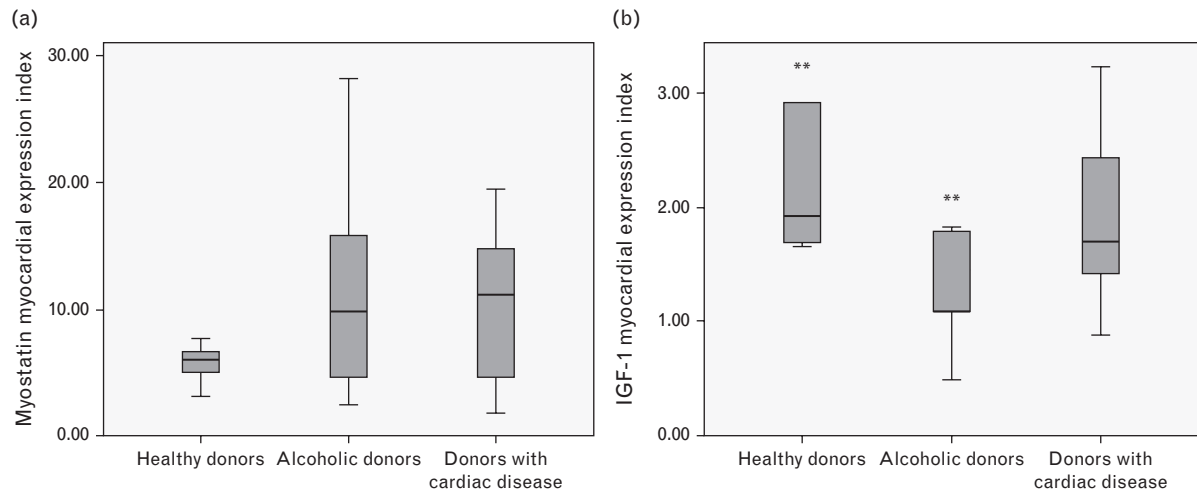 (a)
Myostatin myocardial expression index
30.00
20.00
10.00
0.00
Healthy donors
Alcoholic donors
Donors with
cardiac disease
(b)
IGF-1 myocardial expression index
3.00
2.00
1.00
0.00
**
**
Healthy donors
Alcoholic donors
Donors with
cardiac disease